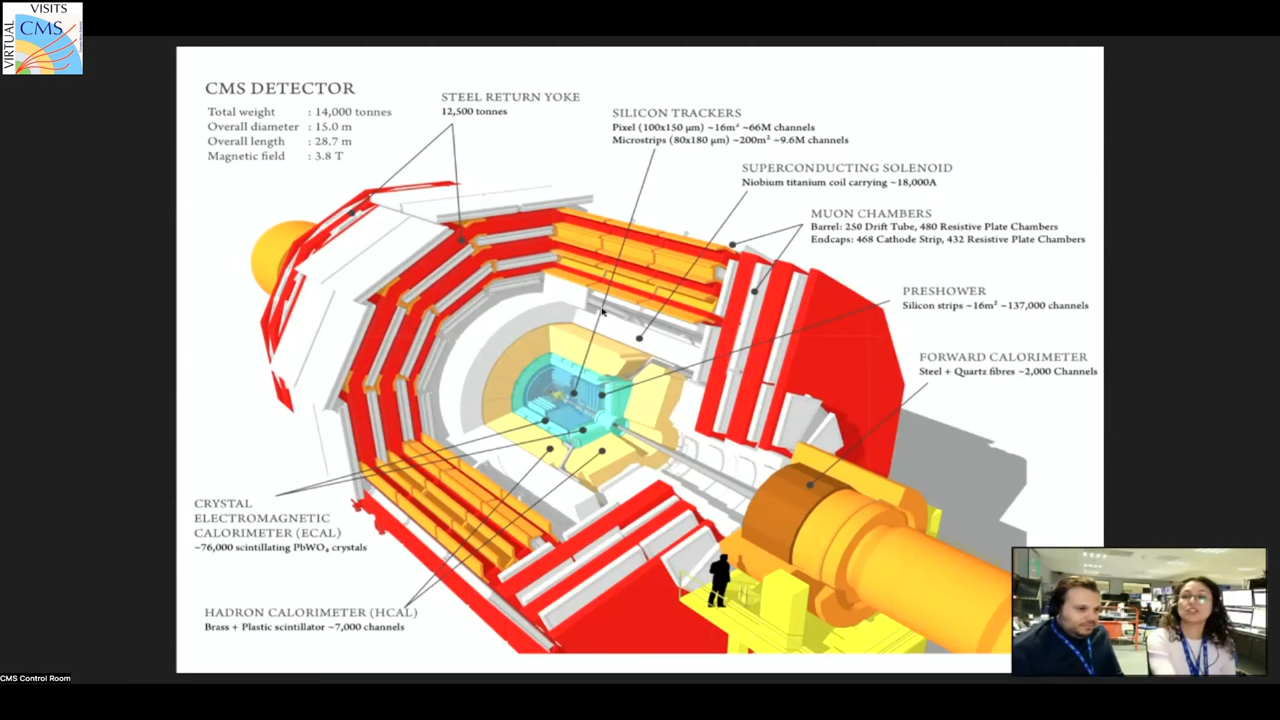 VISITS
CMS
VIRTUAL
CMS DETECTOR
Total weight : 14,000 tonnes
Overall diameter : 15.0 m
Overall length : 28.7 m
Magnetic field : 3.8 T
STEEL RETURN YOKE
12,500 tonnes
SILICON TRACKERS
Pixel (100x150 μm) ~16m² ~66M channels
Microstrips (80x180 μm) ~200m² ~9.6M channels
SUPERCONDUCTING SOLENOID
Niobium titanium coil carrying ~18,000A
MUON CHAMBERS
Barrel: 250 Drift Tube, 480 Resistive Plate Chambers
Endcaps: 468 Cathode Strip, 432 Resistive Plate Chambers
PRESHOWER
Silicon strips ~16m² ~137,000 channels
FORWARD CALORIMETER
Steel + Quartz fibres ~2,000 Channels
CRYSTAL
ELECTROMAGNETIC
CALORIMETER (ECAL)
~76,000 scintillating PbWO₄ crystals
HADRON CALORIMETER (HCAL)
Brass + Plastic scintillator ~7,000 channels
CMS Control Room